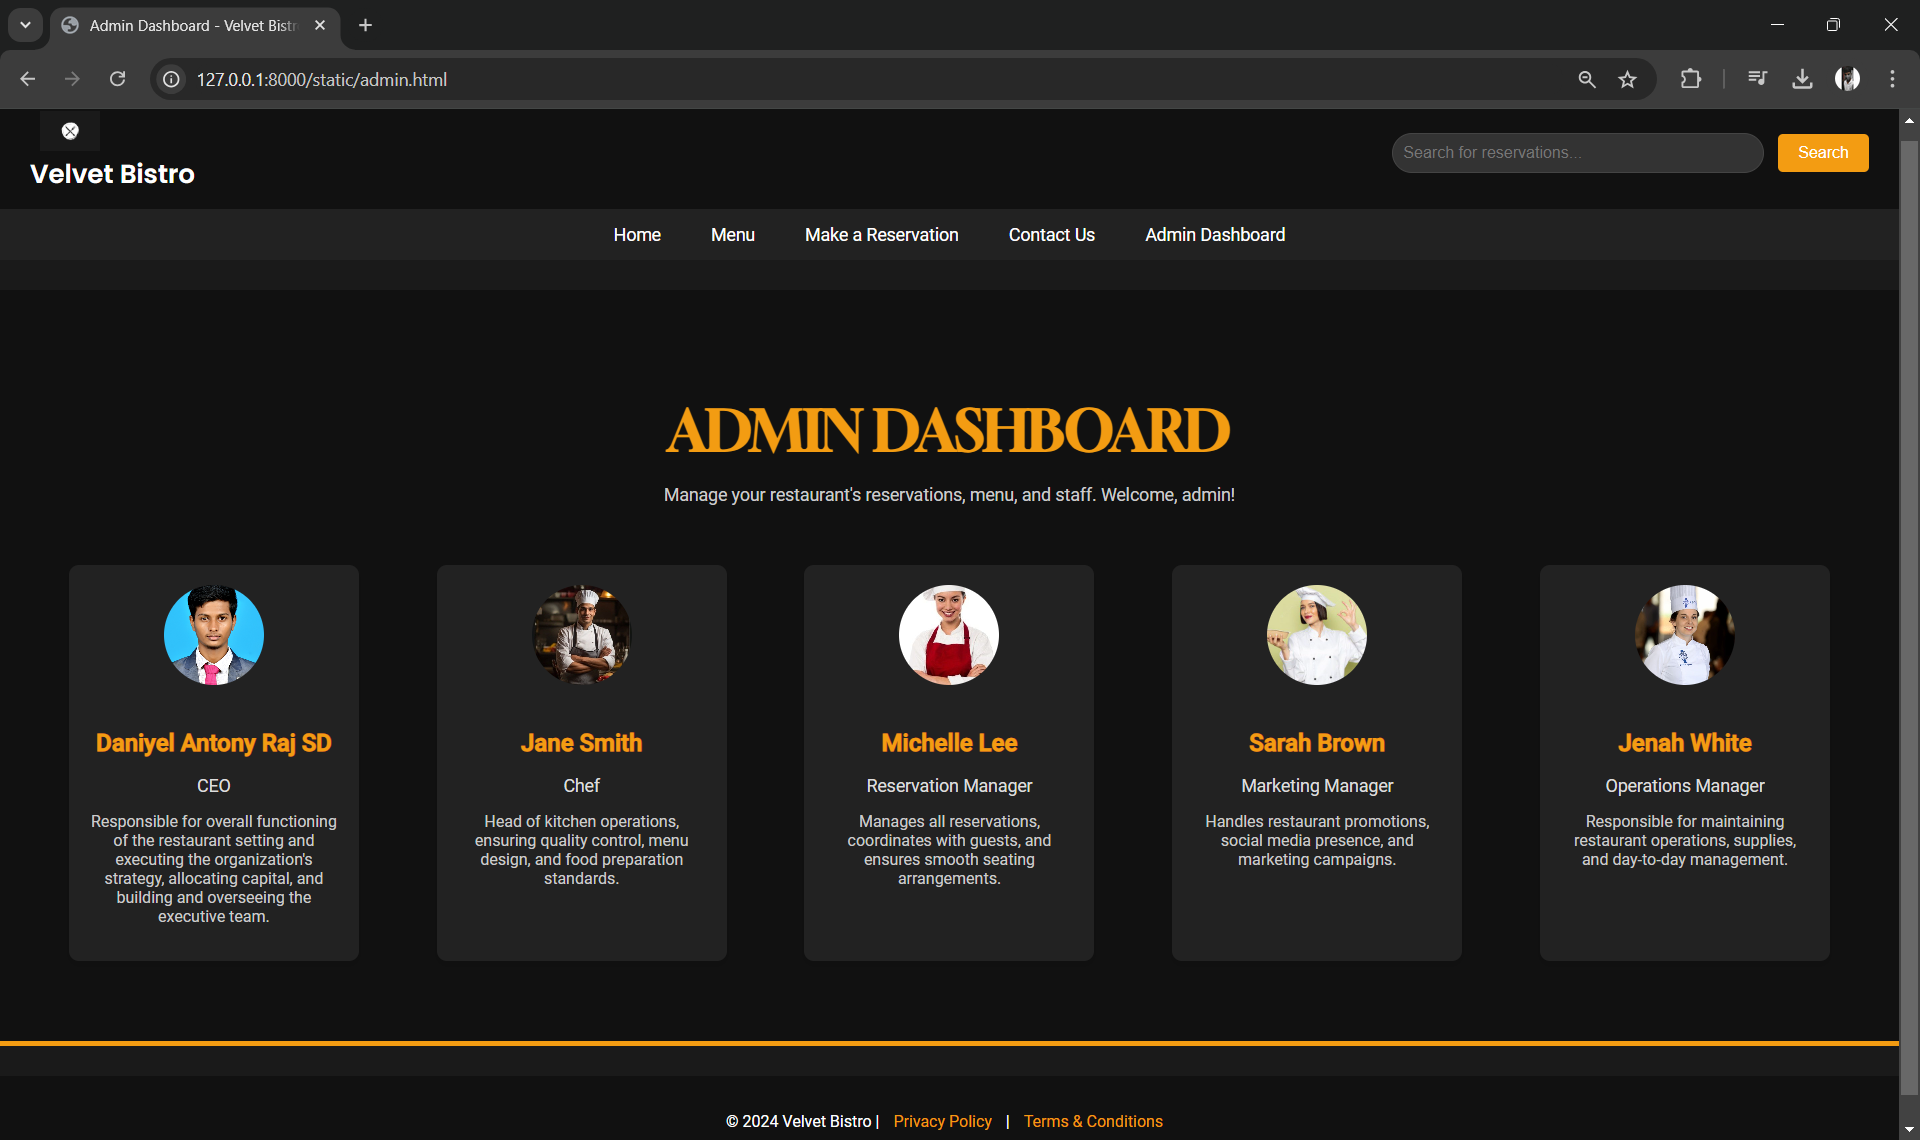 Admin Dashboard - Velvet Bistr
127.0.0.1:8000/static/admin.html
Velvet Bistro
Search for reservations...
Search
Home
Menu
Make a Reservation
Contact Us
Admin Dashboard
ADMIN DASHBOARD
Manage your restaurant's reservations, menu, and staff. Welcome, admin!
Daniyel Antony Raj SD
CEO
Responsible for overall functioning
of the restaurant setting and
executing the organization's
strategy, allocating capital, and
building and overseeing the
executive team.
Jane Smith
Chef
Head of kitchen operations,
ensuring quality control, menu
design, and food preparation
standards.
Michelle Lee
Reservation Manager
Manages all reservations,
coordinates with guests, and
ensures smooth seating
arrangements.
Sarah Brown
Marketing Manager
Handles restaurant promotions,
social media presence, and
marketing campaigns.
Jenah White
Operations Manager
Responsible for maintaining
restaurant operations, supplies,
and day-to-day management.
© 2024 Velvet Bistro | Privacy Policy | Terms & Conditions